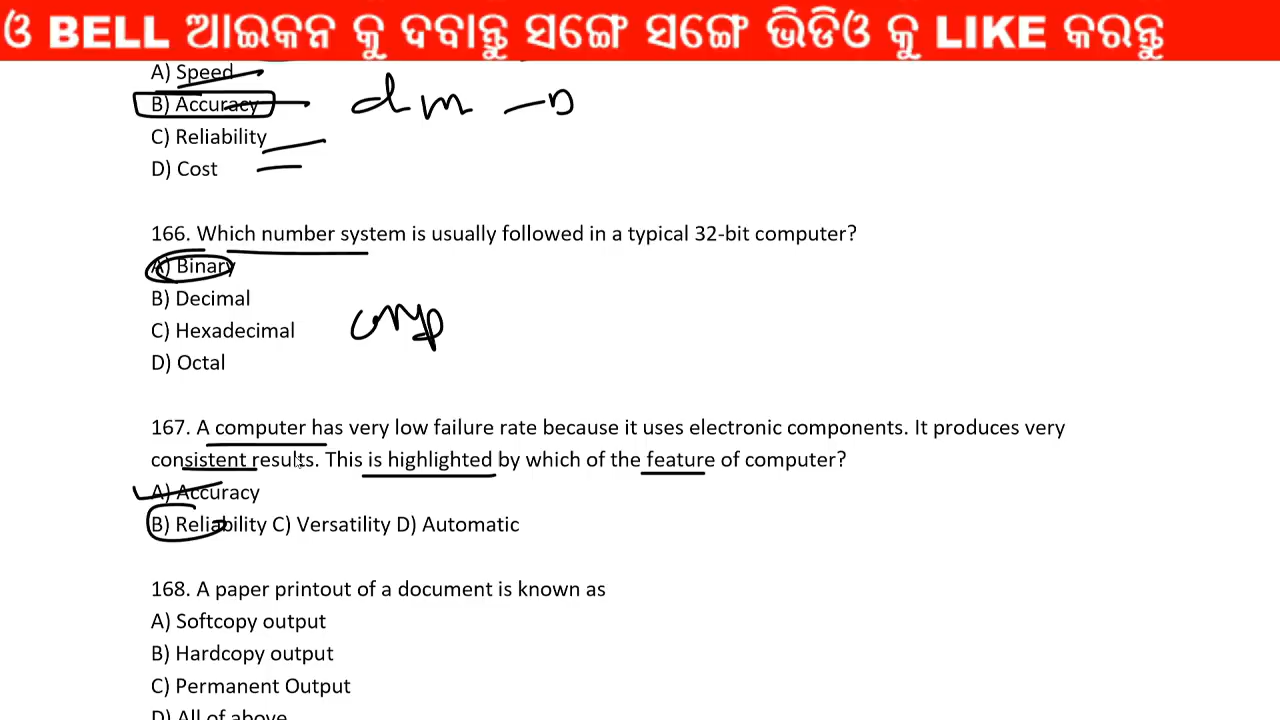 ଓ BELL ଆଇକନ କୁ ଦବାନ୍ତୁ ସଙ୍ଗେ ସଙ୍ଗେ ଭିଡିଓ କୁ LIKE କରନ୍ତୁ
A) Speed
B) Accuracy
C) Reliability
D) Cost
166. Which number system is usually followed in a typical 32-bit computer?
A) Binary
B) Decimal
C) Hexadecimal
D) Octal
167. A computer has very low failure rate because it uses electronic components. It produces very
consistent results. This is highlighted by which of the feature of computer?
A) Accuracy
B) Reliability C) Versatility D) Automatic
168. A paper printout of a document is known as
A) Softcopy output
B) Hardcopy output
C) Permanent Output
D) All of above